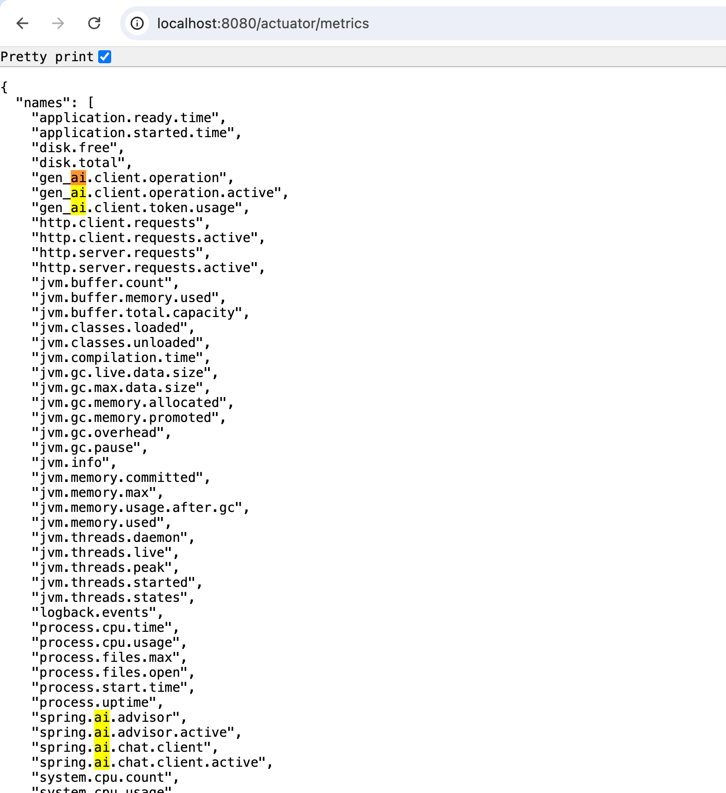 localhost:8080/actuator/metrics
Pretty print
{
"names": [
"application.ready.time",
"application.started.time",
"disk.free",
"disk.total",
"gen_ai.client.operation",
"gen_ai.client.operation.active",
"gen_ai.client.token.usage",
"http.client.requests",
"http.client.requests.active",
"http.server.requests",
"http.server.requests.active",
"jvm.buffer.count",
"jvm.buffer.memory.used",
"jvm.buffer.total.capacity",
"jvm.classes.loaded",
"jvm.classes.unloaded",
"jvm.compilation.time",
"jvm.gc.live.data.size",
"jvm.gc.max.data.size",
"jvm.gc.memory.allocated",
"jvm.gc.memory.promoted",
"jvm.gc.overhead",
"jvm.gc.pause",
"jvm.info",
"jvm.memory.committed",
"jvm.memory.max",
"jvm.memory.usage.after.gc",
"jvm.memory.used",
"jvm.threads.daemon",
"jvm.threads.live",
"jvm.threads.peak",
"jvm.threads.started",
"jvm.threads.states",
"logback.events",
"process.cpu.time",
"process.cpu.usage",
"process.files.max",
"process.files.open",
"process.start.time",
"process.uptime",
"spring.ai.advisor",
"spring.ai.advisor.active",
"spring.ai.chat.client",
"spring.ai.chat.client.active",
"system.cpu.count",
"system.cpu.usage"